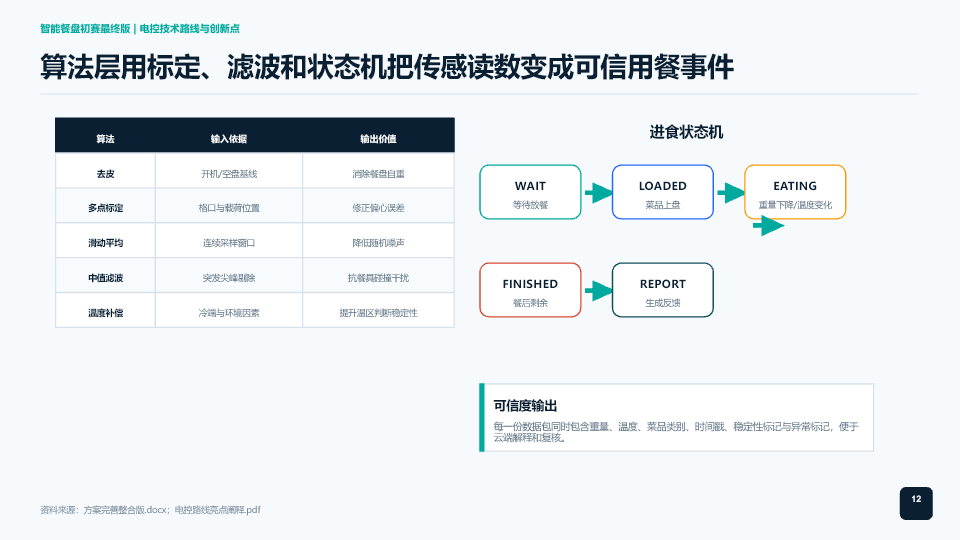 智能餐盘初赛最终版 | 电控技术路线与创新点
算法层用标定、滤波和状态机把传感读数变成可信用餐事件
算法 输入依据 输出价值
去皮 开机/空盘基线 消除餐盘自重
多点标定 格口与载荷位置 修正偏心误差
滑动平均 连续采样窗口 降低随机噪声
中值滤波 突发尖峰剔除 抗餐具碰撞干扰
温度补偿 冷端与环境因素 提升温区判断稳定性
进食状态机
WAIT
等待放餐
LOADED
菜品上盘
EATING
重量下降/温度变化
FINISHED
餐后剩余
REPORT
生成反馈
可信度输出
每一份数据包同时包含重量、温度、菜品类别、时间戳、稳定性标记与异常标记，便于
云端解释和复核。
资料来源：方案完善整合版.docx；电控路线亮点阐释.pdf
12